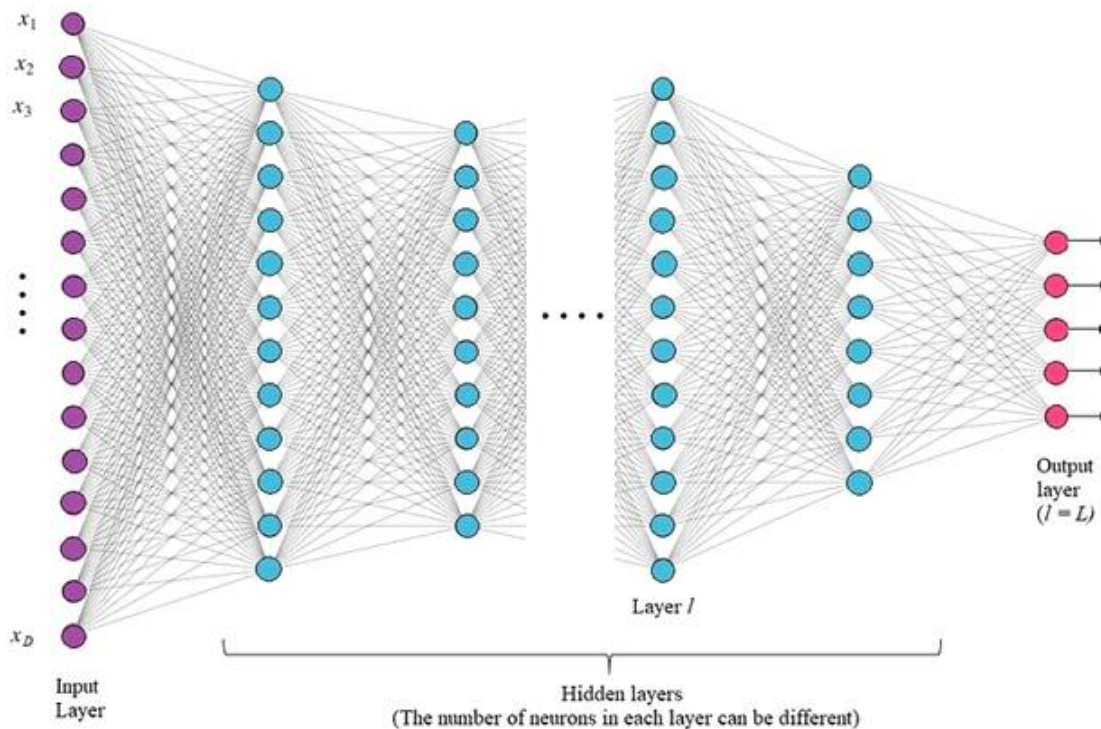 x1
x2
x3
xD
Input
Layer
Layer l
Hidden layers
(The number of neurons in each layer can be different)
Output
layer
(l = L)